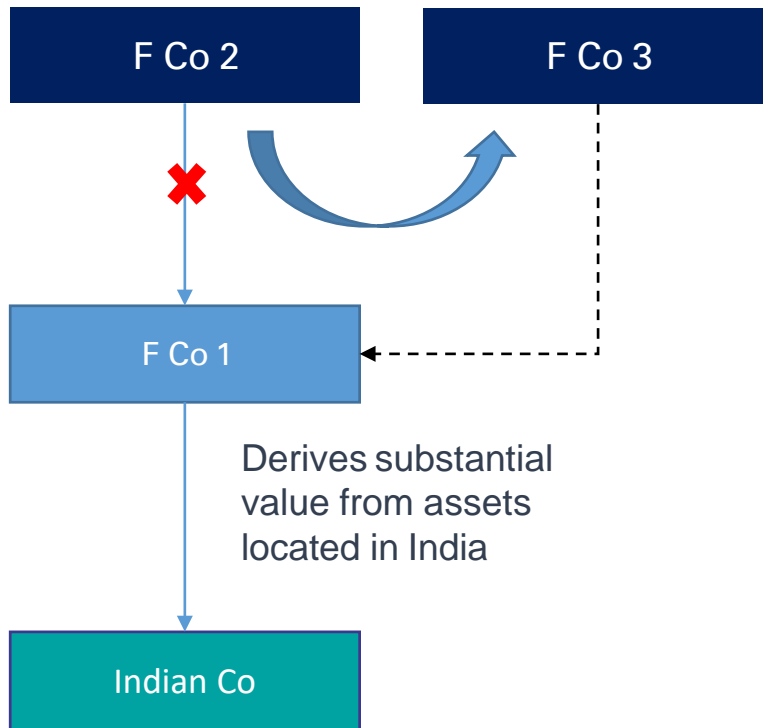 F Co 2
F Co 3
F Co 1
Derives substantial
value from assets
located in India
Indian Co